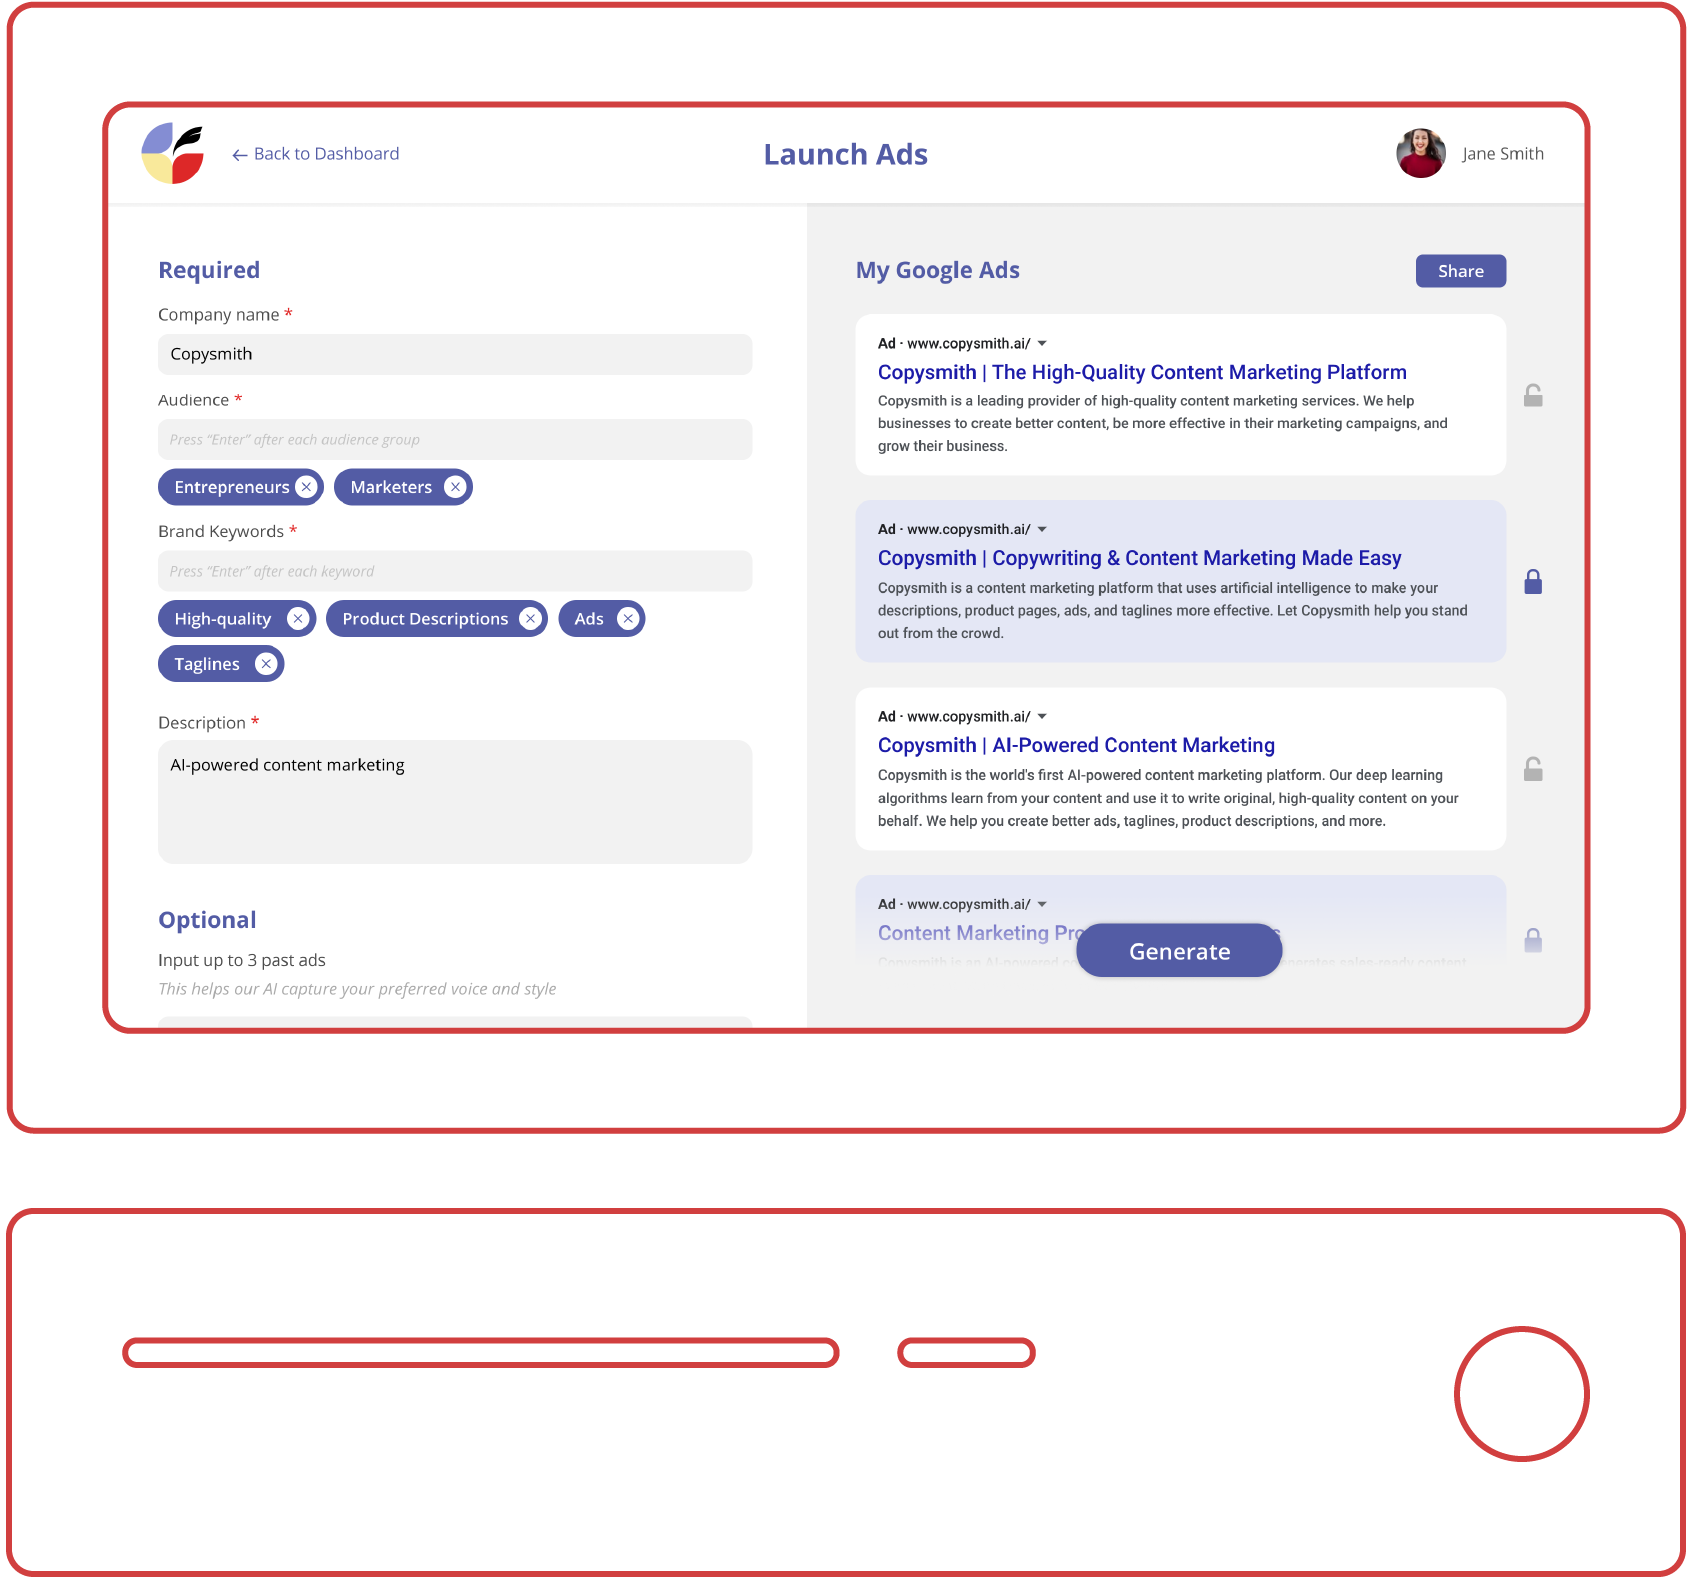 ← Back to Dashboard
Launch Ads
Jane Smith
Required
Company name *
Copysmith
Audience *
Press “Enter” after each audience group
Entrepreneurs
Marketers
Brand Keywords *
Press “Enter” after each keyword
High-quality
Product Descriptions
Ads
Taglines
Description *
AI-powered content marketing
Optional
Input up to 3 past ads
This helps our AI capture your preferred voice and style
My Google Ads
Share
Ad · www.copysmith.ai/
Copysmith | The High-Quality Content Marketing Platform
Copysmith is a leading provider of high-quality content marketing services. We help
businesses to create better content, be more effective in their marketing campaigns, and
grow their business.
Ad · www.copysmith.ai/
Copysmith | Copywriting & Content Marketing Made Easy
Copysmith is a content marketing platform that uses artificial intelligence to make your
descriptions, product pages, ads, and taglines more effective. Let Copysmith help you stand
out from the crowd.
Ad · www.copysmith.ai/
Copysmith | AI-Powered Content Marketing
Copysmith is the world's first AI-powered content marketing platform. Our deep learning
algorithms learn from your content and use it to write original, high-quality content on your
behalf. We help you create better ads, taglines, product descriptions, and more.
Ad · www.copysmith.ai/
Content Marketing
Copysmith is an AI-powered sales-ready content
Generate